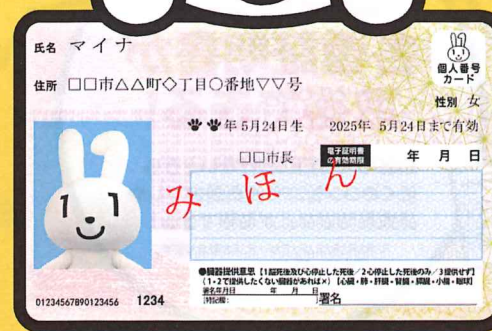 氏名 マイナ
個人番号
カード
住所 □□市△△町◇丁目○番地▽▽号
性別 女
年 5月24日生 2025年 5月24日まで有効
□□市長 電子証明書の有効期限 年 月 日
みほん
●臓器提供意思【1脳死後及び心停止した死後/2心停止した死後のみ/3提供せず】
(1・2で提供したくない臓器があれば×)【心臓・肺・肝臓・腎臓・膵臓・小腸・眼球】
署名年月日 年 月 日
[特記欄: ] 署名
01234567890123456 1234
1 1